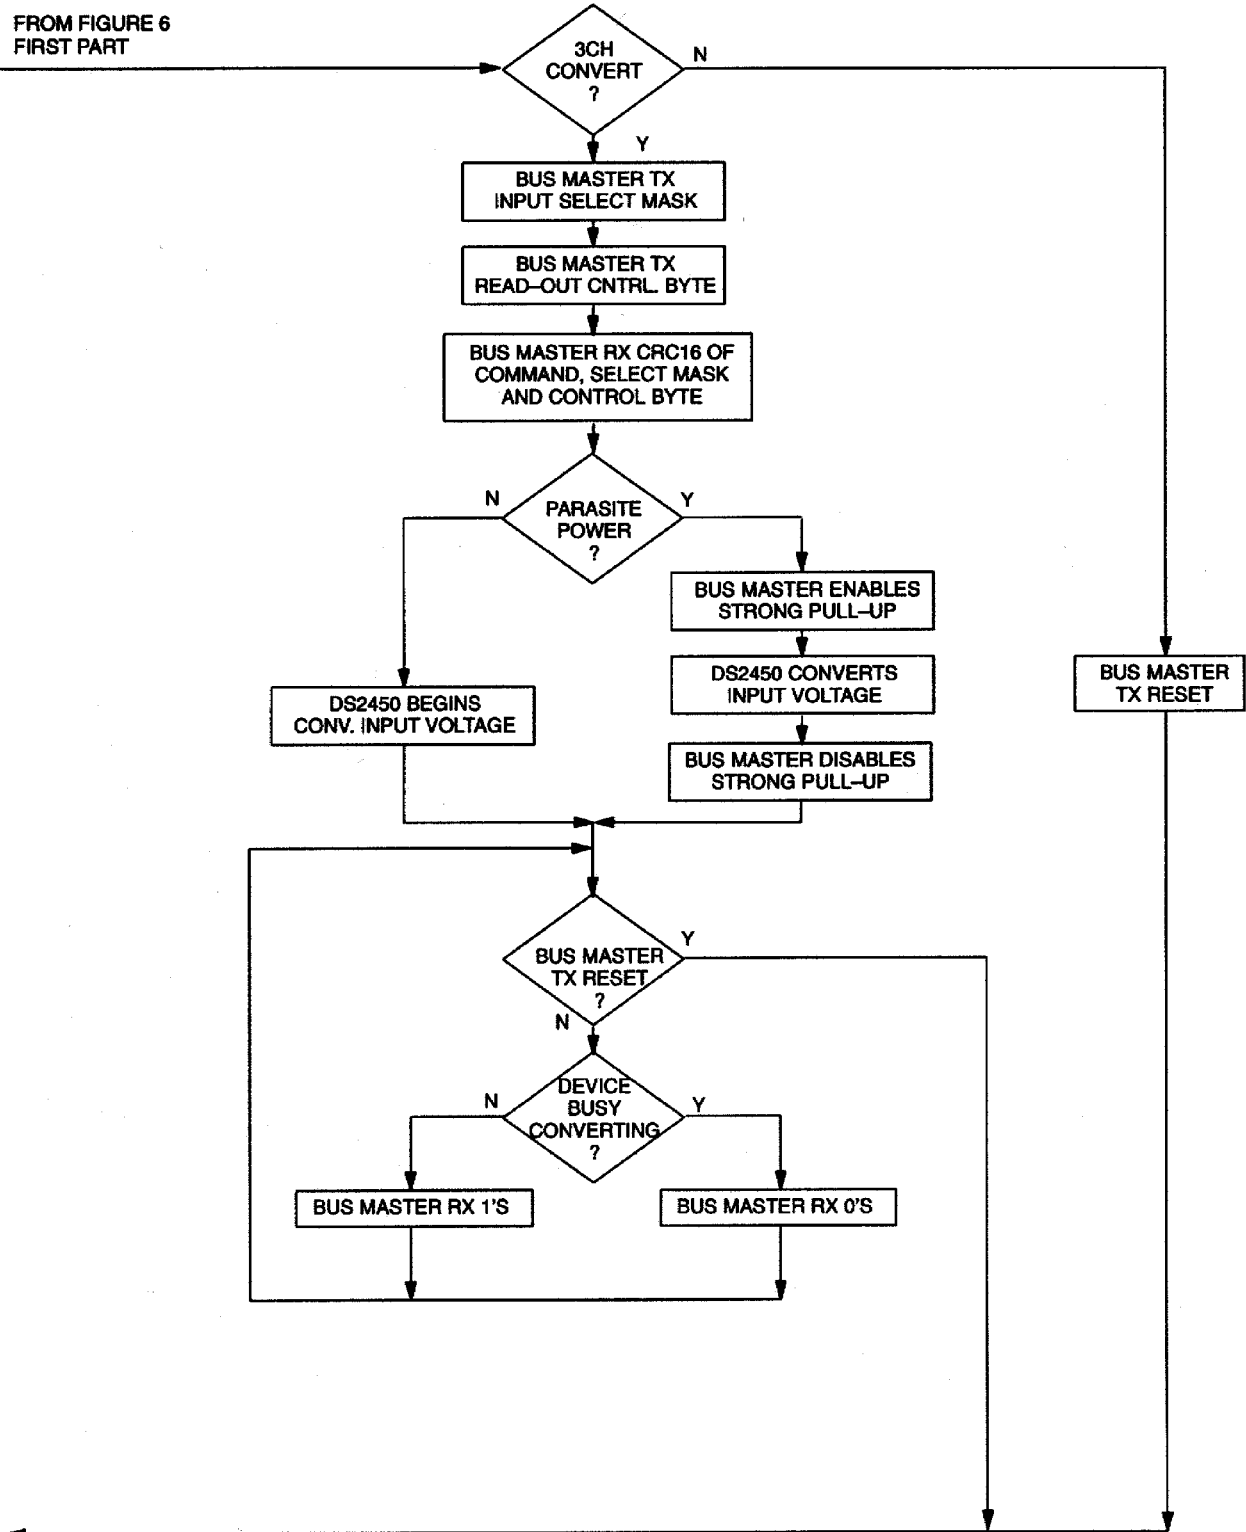 FROM FIGURE 6
FIRST PART
3CH
CONVERT
?
N
Y
BUS MASTER TX
INPUT SELECT MASK
BUS MASTER TX
READ–OUT CNTRL. BYTE
BUS MASTER RX CRC16 OF
COMMAND, SELECT MASK
AND CONTROL BYTE
N
PARASITE
POWER
?
Y
BUS MASTER ENABLES
STRONG PULL–UP
DS2450 CONVERTS
INPUT VOLTAGE
BUS MASTER
TX RESET
DS2450 BEGINS
CONV. INPUT VOLTAGE
BUS MASTER DISABLES
STRONG PULL–UP
Y
BUS MASTER
TX RESET
?
N
DEVICE
BUSY
CONVERTING
?
N
Y
BUS MASTER RX 1'S
BUS MASTER RX 0'S